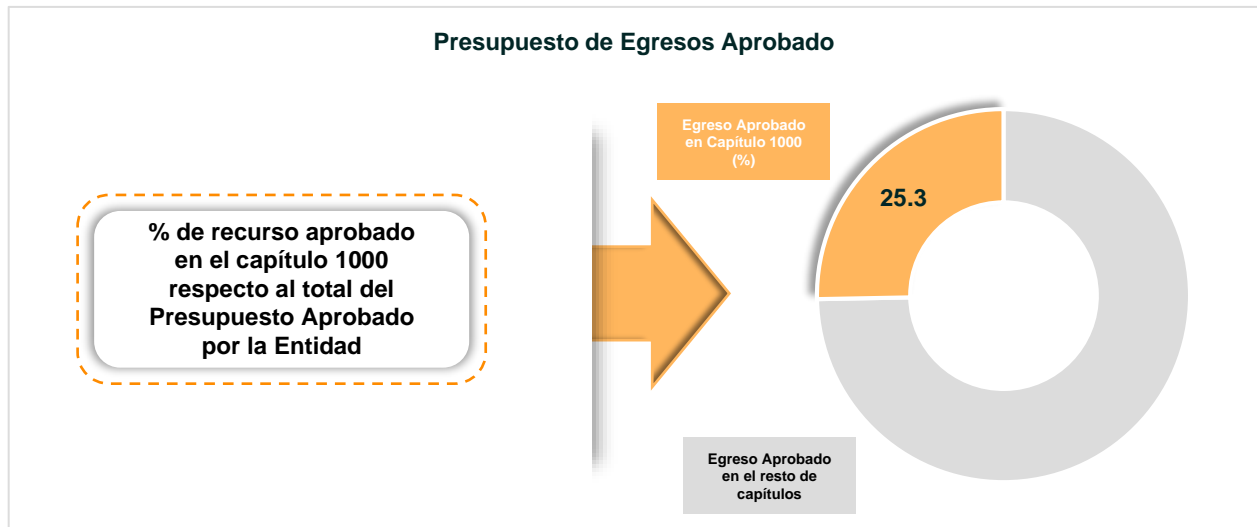 Presupuesto de Egresos Aprobado
% de recurso aprobado
en el capítulo 1000
respecto al total del
Presupuesto Aprobado
por la Entidad
Egreso Aprobado
en Capítulo 1000
(%)
25.3
Egreso Aprobado
en el resto de
capítulos